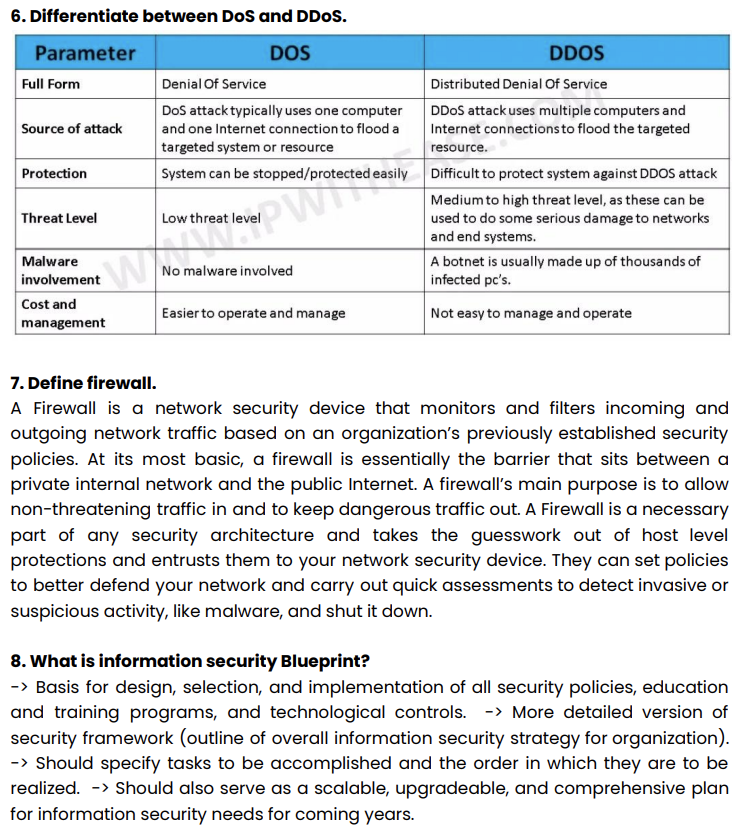 6. Differentiate between DoS and DDoS.
Parameter DOS DDOS
Full Form Denial Of Service Distributed Denial Of Service
Source of attack
DoS attack typically uses one computer
and one Internet connection to flood a
targeted system or resource
DDoS attack uses multiple computers and
Internet connections to flood the targeted
resource.
Protection System can be stopped/protected easily Difficult to protect system against DDOS attack
Threat Level Low threat level
Medium to high threat level, as these can be
used to do some serious damage to networks
and end systems.
Malware
involvement
No malware involved
A botnet is usually made up of thousands of
infected pc's.
Cost and
management
Easier to operate and manage Not easy to manage and operate
WWW.IPWITHEASE.COM
7. Define firewall.
A Firewall is a network security device that monitors and filters incoming and
outgoing network traffic based on an organization's previously established security
policies. At its most basic, a firewall is essentially the barrier that sits between a
private internal network and the public Internet. A firewall's main purpose is to allow
non-threatening traffic in and to keep dangerous traffic out. A Firewall is a necessary
part of any security architecture and takes the guesswork out of host level
protections and entrusts them to your network security device. They can set policies
to better defend your network and carry out quick assessments to detect invasive or
suspicious activity, like malware, and shut it down.
8. What is information security Blueprint?
-> Basis for design, selection, and implementation of all security policies, education
and training programs, and technological controls. -> More detailed version of
security framework (outline of overall information security strategy for organization).
-> Should specify tasks to be accomplished and the order in which they are to be
realized. -> Should also serve as a scalable, upgradeable, and comprehensive plan
for information security needs for coming years.